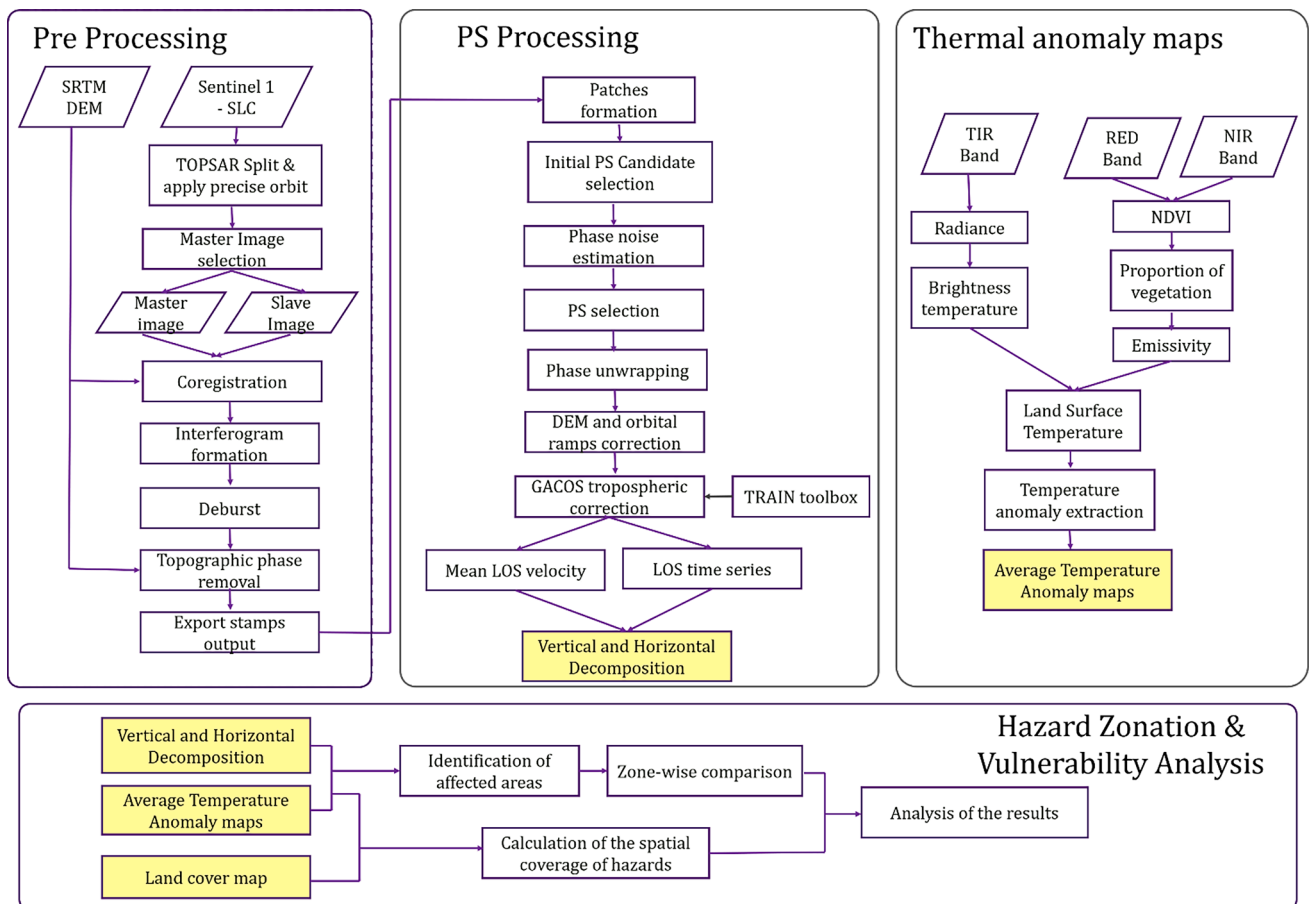 Pre Processing
SRTM
DEM
Sentinel 1
- SLC
TOPSAR Split &
apply precise orbit
Master Image
selection
Master
image
Slave
Image
Coregistration
Interferogram
formation
Deburst
Topographic phase
removal
Export stamps
output
PS Processing
Patches
formation
Initial PS Candidate
selection
Phase noise
estimation
PS selection
Phase unwrapping
DEM and orbital
ramps correction
GACOS tropospheric
correction
TRAIN toolbox
Mean LOS velocity
LOS time series
Vertical and Horizontal
Decomposition
Thermal anomaly maps
TIR
Band
RED
Band
NIR
Band
Radiance
NDVI
Brightness
temperature
Proportion of
vegetation
Emissivity
Land Surface
Temperature
Temperature
anomaly extraction
Average Temperature
Anomaly maps
Hazard Zonation &
Vulnerability Analysis
Vertical and Horizontal
Decomposition
Average Temperature
Anomaly maps
Land cover map
Identification of
affected areas
Zone-wise comparison
Calculation of the spatial
coverage of hazards
Analysis of the results